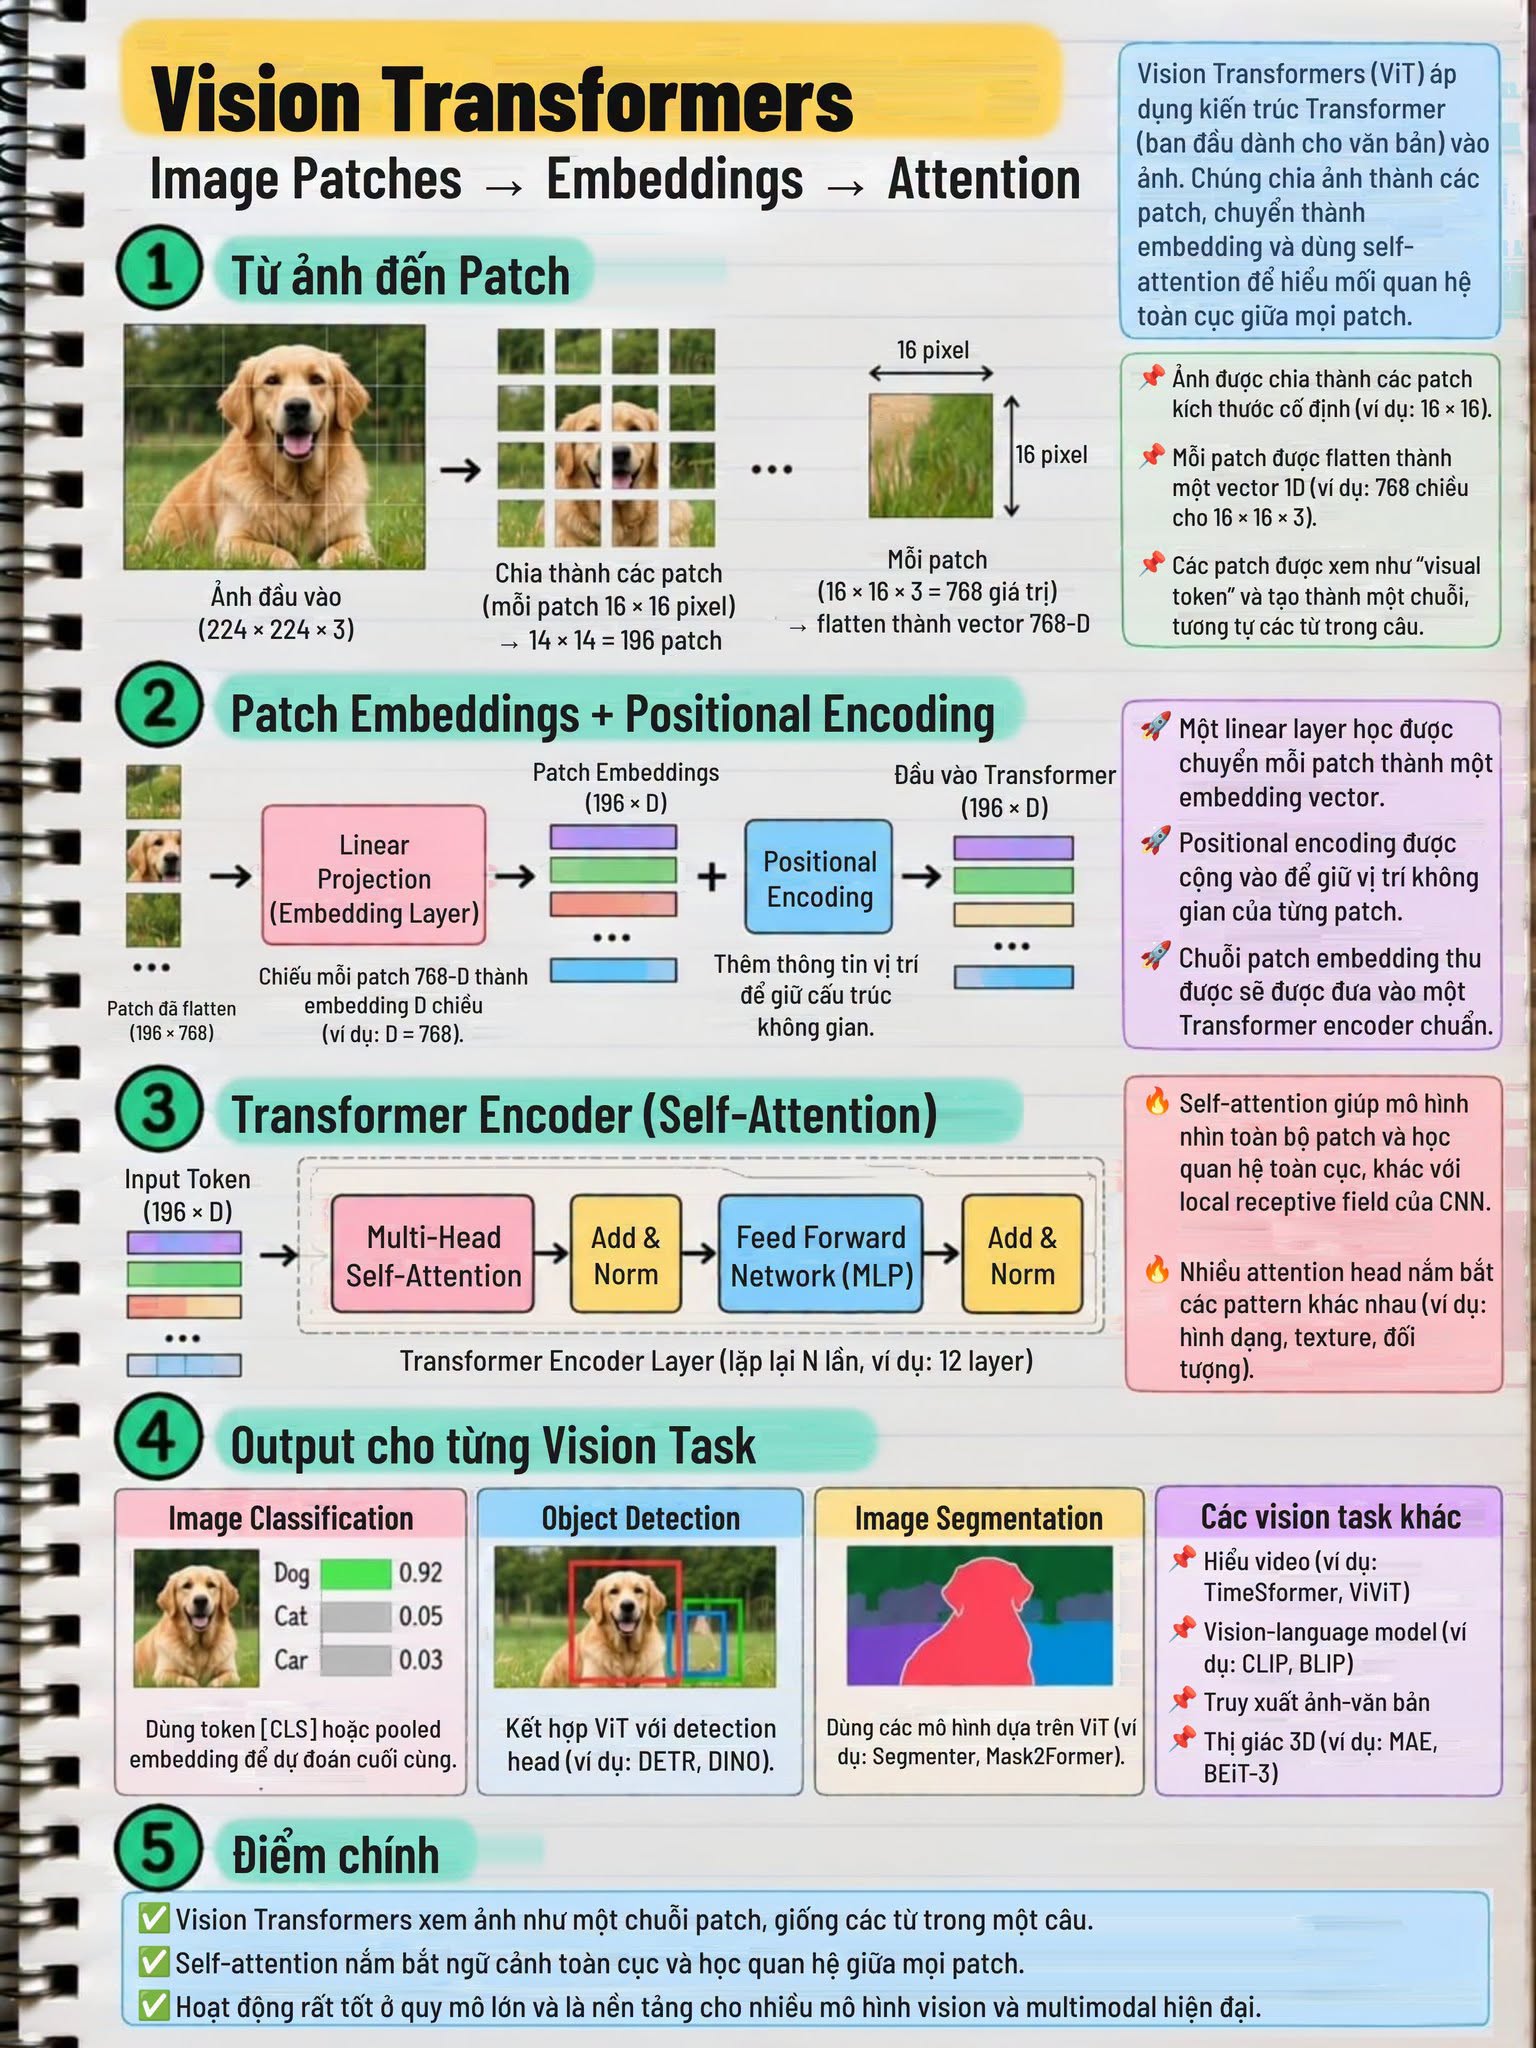 Vision Transformers
Image Patches → Embeddings → Attention
Vision Transformers (ViT) áp
dụng kiến trúc Transformer
(ban đầu dành cho văn bản) vào
ảnh. Chúng chia ảnh thành các
patch, chuyển thành
embedding và dùng self-
attention để hiểu mối quan hệ
toàn cục giữa mọi patch.
1 Từ ảnh đến Patch
Ảnh đầu vào
(224 × 224 × 3)
Chia thành các patch
(mỗi patch 16 × 16 pixel)
→ 14 × 14 = 196 patch
...
16 pixel
16 pixel
Mỗi patch
(16 × 16 × 3 = 768 giá trị)
→ flatten thành vector 768-D
📌 Ảnh được chia thành các patch
kích thước cố định (ví dụ: 16 × 16).
📌 Mỗi patch được flatten thành
một vector 1D (ví dụ: 768 chiều
cho 16 × 16 × 3).
📌 Các patch được xem như “visual
token” và tạo thành một chuỗi,
tương tự các từ trong câu.
2 Patch Embeddings + Positional Encoding
...
Patch đã flatten
(196 × 768)
Linear
Projection
(Embedding Layer)
Chiếu mỗi patch 768-D thành
embedding D chiều
(ví dụ: D = 768).
Patch Embeddings
(196 × D)
...
+
Positional
Encoding
Thêm thông tin vị trí
để giữ cấu trúc
không gian.
Đầu vào Transformer
(196 × D)
...
🚀 Một linear layer học được
chuyển mỗi patch thành một
embedding vector.
🚀 Positional encoding được
cộng vào để giữ vị trí không
gian của từng patch.
🚀 Chuỗi patch embedding thu
được sẽ được đưa vào một
Transformer encoder chuẩn.
3 Transformer Encoder (Self-Attention)
Input Token
(196 × D)
...
Multi-Head
Self-Attention
Add &
Norm
Feed Forward
Network (MLP)
Add &
Norm
Transformer Encoder Layer (lặp lại N lần, ví dụ: 12 layer)
🔥 Self-attention giúp mô hình
nhìn toàn bộ patch và học
quan hệ toàn cục, khác với
local receptive field của CNN.
🔥 Nhiều attention head nắm bắt
các pattern khác nhau (ví dụ:
hình dạng, texture, đối
tượng).
4 Output cho từng Vision Task
Image Classification
Dog 0.92
Cat 0.05
Car 0.03
Dùng token [CLS] hoặc pooled
embedding để dự đoán cuối cùng.
Object Detection
Kết hợp ViT với detection
head (ví dụ: DETR, DINO).
Image Segmentation
Dùng các mô hình dựa trên ViT (ví
dụ: Segmenter, Mask2Former).
Các vision task khác
📌 Hiểu video (ví dụ:
TimeSformer, ViViT)
📌 Vision-language model (ví
dụ: CLIP, BLIP)
📌 Truy xuất ảnh-văn bản
📌 Thị giác 3D (ví dụ: MAE,
BEiT-3)
5 Điểm chính
✅ Vision Transformers xem ảnh như một chuỗi patch, giống các từ trong một câu.
✅ Self-attention nắm bắt ngữ cảnh toàn cục và học quan hệ giữa mọi patch.
✅ Hoạt động rất tốt ở quy mô lớn và là nền tảng cho nhiều mô hình vision và multimodal hiện đại.